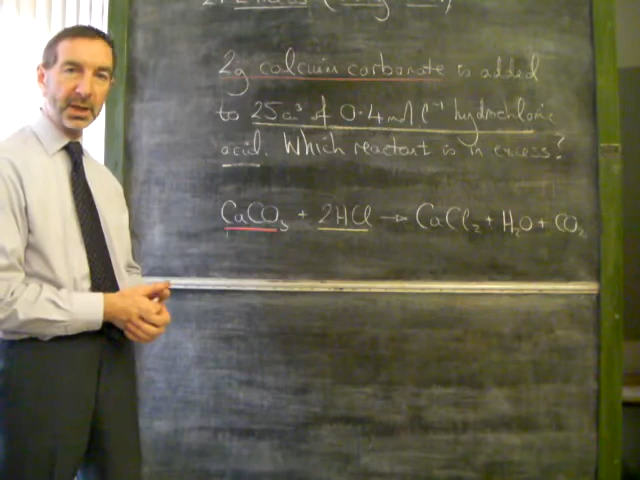 2g calcium carbonate is added
to 25cm³ of 0.4 mol l⁻¹ hydrochloric
acid. Which reactant is in excess?
CaCO₃ + 2HCl → CaCl₂ + H₂O + CO₂